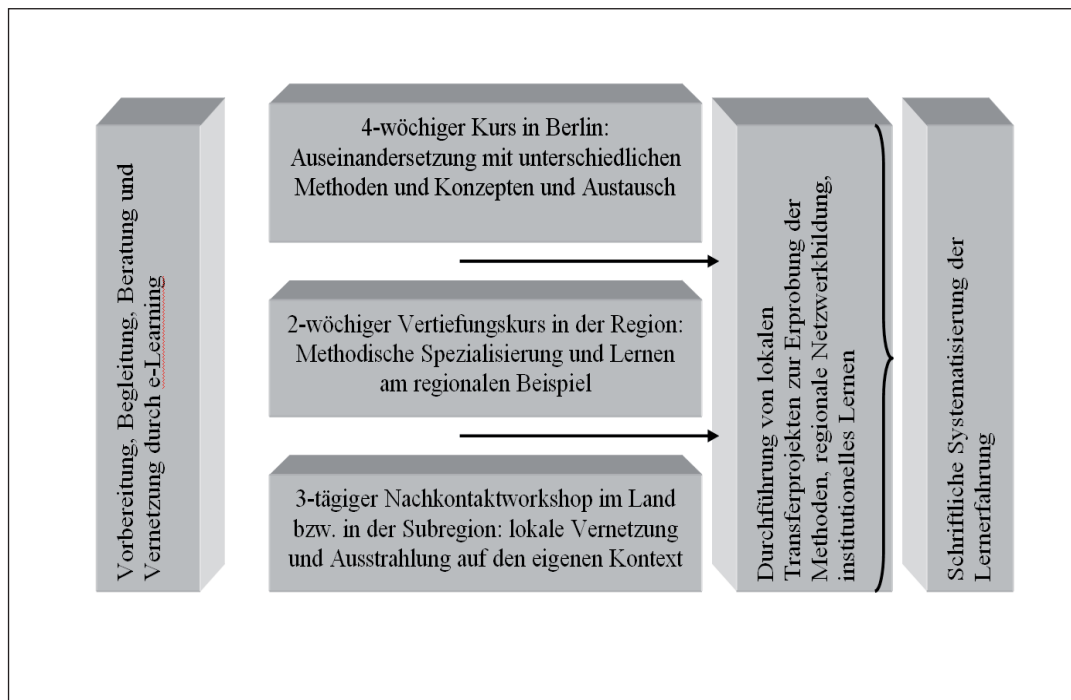 Vorbereitung, Begleitung, Beratung und
Vernetzung durch e-Learning
4-wöchiger Kurs in Berlin:
Auseinandersetzung mit unterschiedlichen
Methoden und Konzepten und Austausch
2-wöchiger Vertiefungskurs in der Region:
Methodische Spezialisierung und Lernen
am regionalen Beispiel
3-tägiger Nachkontaktworkshop im Land
bzw. in der Subregion: lokale Vernetzung
und Ausstrahlung auf den eigenen Kontext
Durchführung von lokalen
Transferprojekten zur Erprobung der
Methoden, regionale Netzwerkbildung,
institutionelles Lernen
Schriftliche Systematisierung der
Lernerfahrung